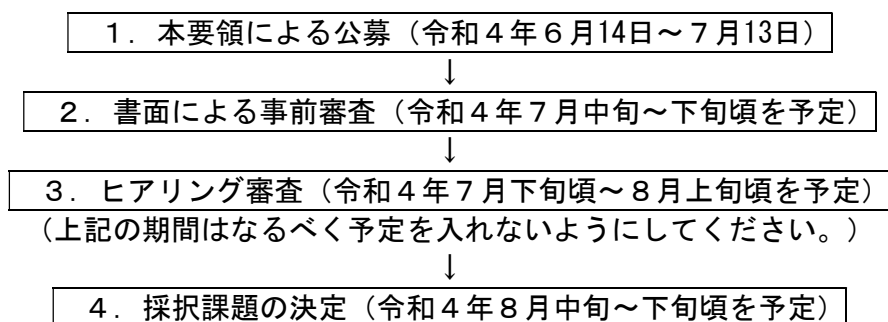 １．本要領による公募（令和４年６月14日～７月13日）
↓
２．書面による事前審査（令和４年７月中旬～下旬頃を予定）
↓
３．ヒアリング審査（令和４年７月下旬頃～８月上旬頃を予定）
（上記の期間はなるべく予定を入れないようにしてください。）
↓
４．採択課題の決定（令和４年８月中旬～下旬頃を予定）